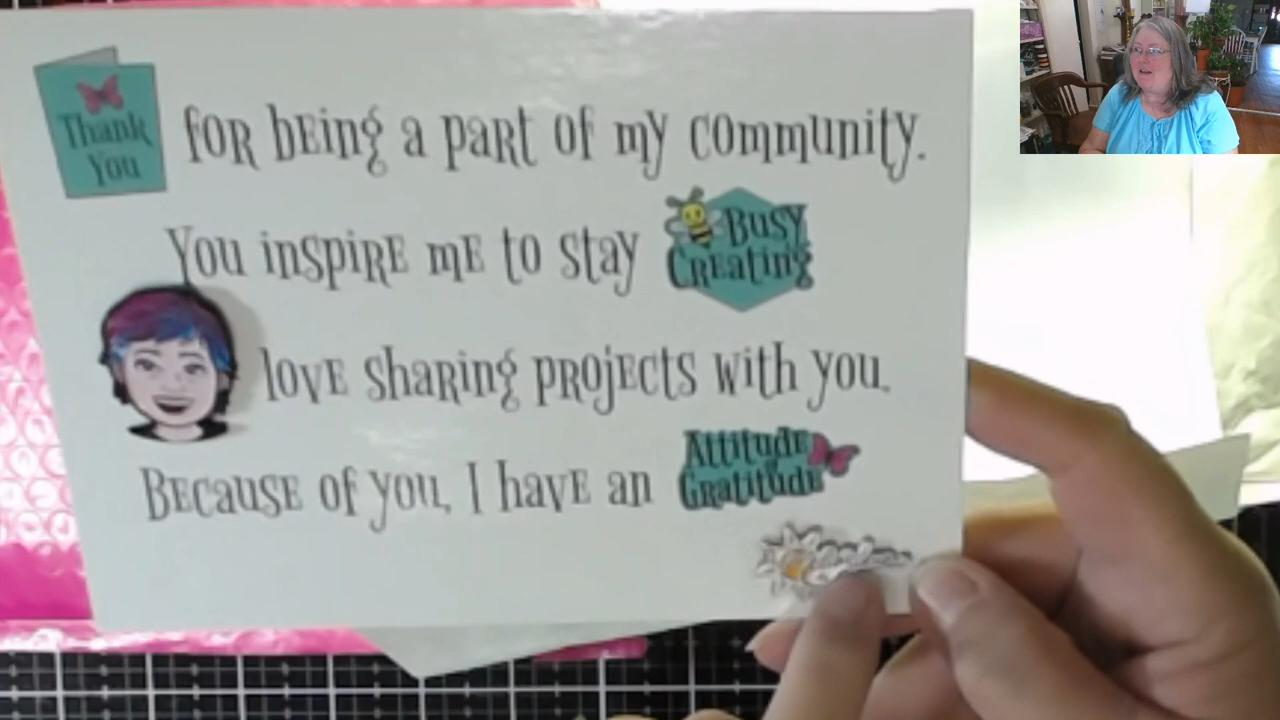 Thank You for being a part of my community.
You inspire me to stay Busy Creating
love sharing projects with you.
Because of you, I have an Attitude of Gratitude